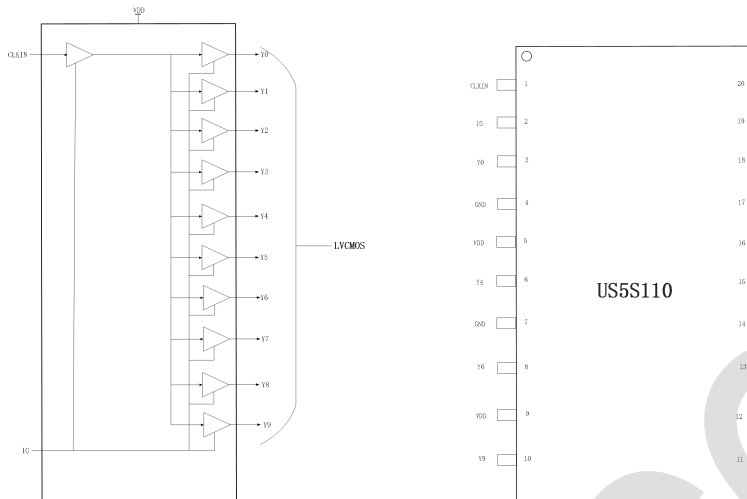 VDD
CLKIN
Y0
Y1
Y2
Y3
Y4
Y5
Y6
Y7
Y8
Y9
1G
LVCMOS
CLKIN 1 20
1G 2 19
Y0 3 18
GND 4 17
VDD 5 16
Y4 6 15
US5S110
GND 7 14
Y6 8 13
VDD 9 12
Y9 10 11